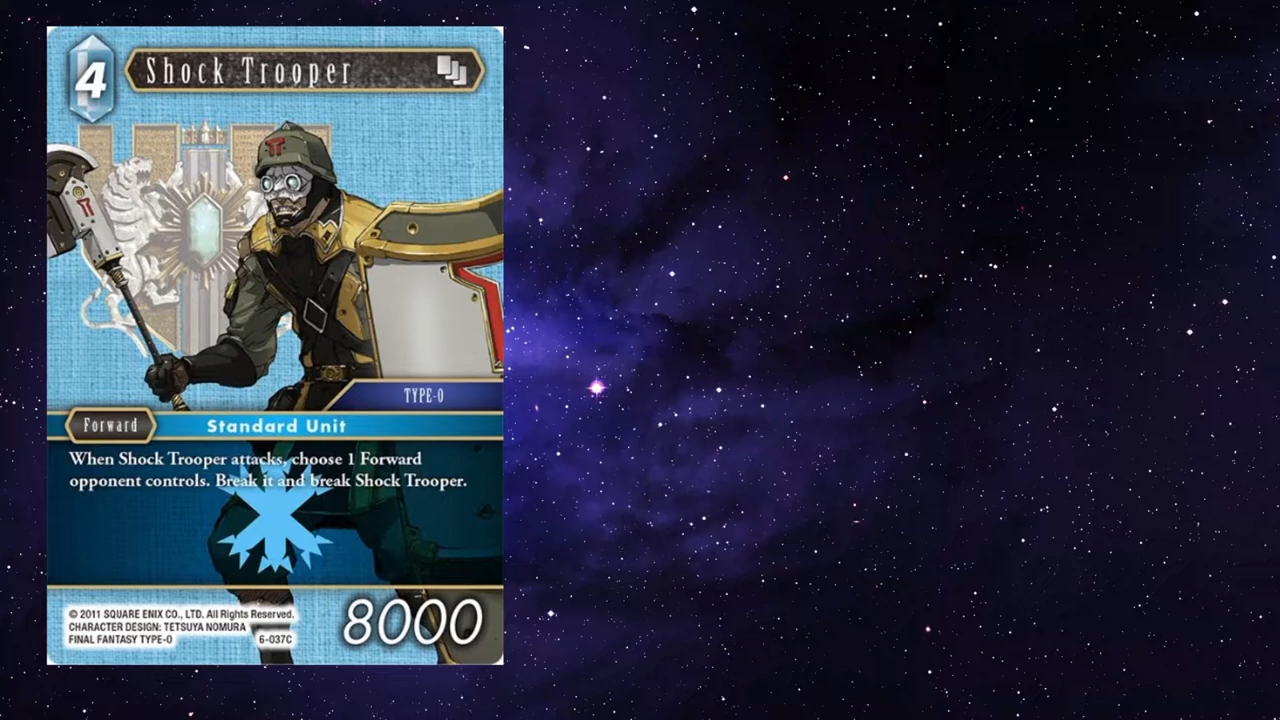 4
Shock Trooper
TYPE-0
Forward
Standard Unit
When Shock Trooper attacks, choose 1 Forward
opponent controls. Break it and break Shock Trooper.
© 2011 SQUARE ENIX CO., LTD. All Rights Reserved.
CHARACTER DESIGN: TETSUYA NOMURA
FINAL FANTASY TYPE-0
6-037C
8000